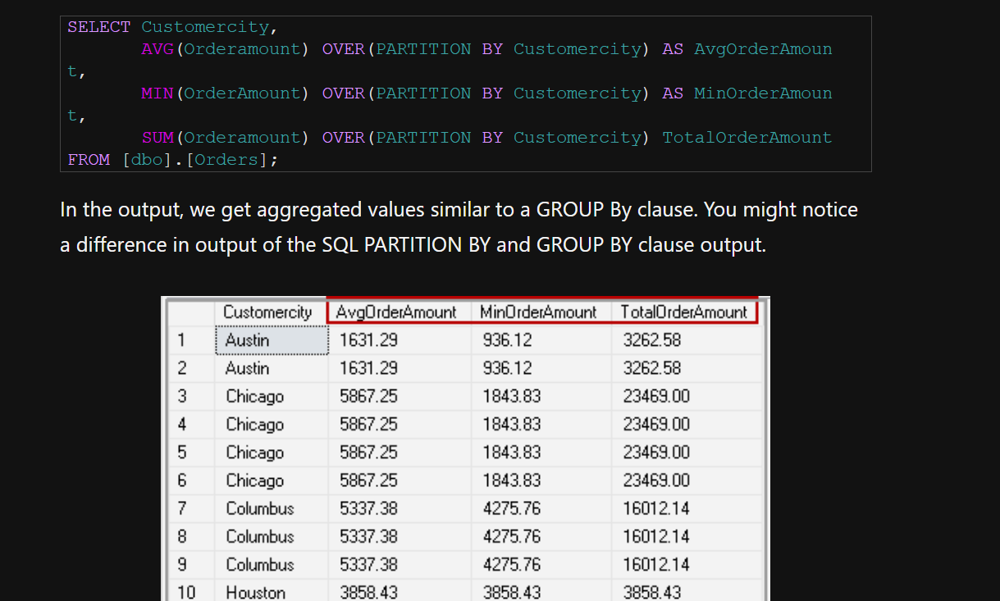 SELECT Customercity,
AVG(Orderamount) OVER(PARTITION BY Customercity) AS AvgOrderAmoun
t,
MIN(OrderAmount) OVER(PARTITION BY Customercity) AS MinOrderAmoun
t,
SUM(Orderamount) OVER(PARTITION BY Customercity) TotalOrderAmount
FROM [dbo].[Orders];
In the output, we get aggregated values similar to a GROUP By clause. You might notice
a difference in output of the SQL PARTITION BY and GROUP BY clause output.
Customercity AvgOrderAmount MinOrderAmount TotalOrderAmount
1 Austin 1631.29 936.12 3262.58
2 Austin 1631.29 936.12 3262.58
3 Chicago 5867.25 1843.83 23469.00
4 Chicago 5867.25 1843.83 23469.00
5 Chicago 5867.25 1843.83 23469.00
6 Chicago 5867.25 1843.83 23469.00
7 Columbus 5337.38 4275.76 16012.14
8 Columbus 5337.38 4275.76 16012.14
9 Columbus 5337.38 4275.76 16012.14
10 Houston 3858.43 3858.43 3858.43